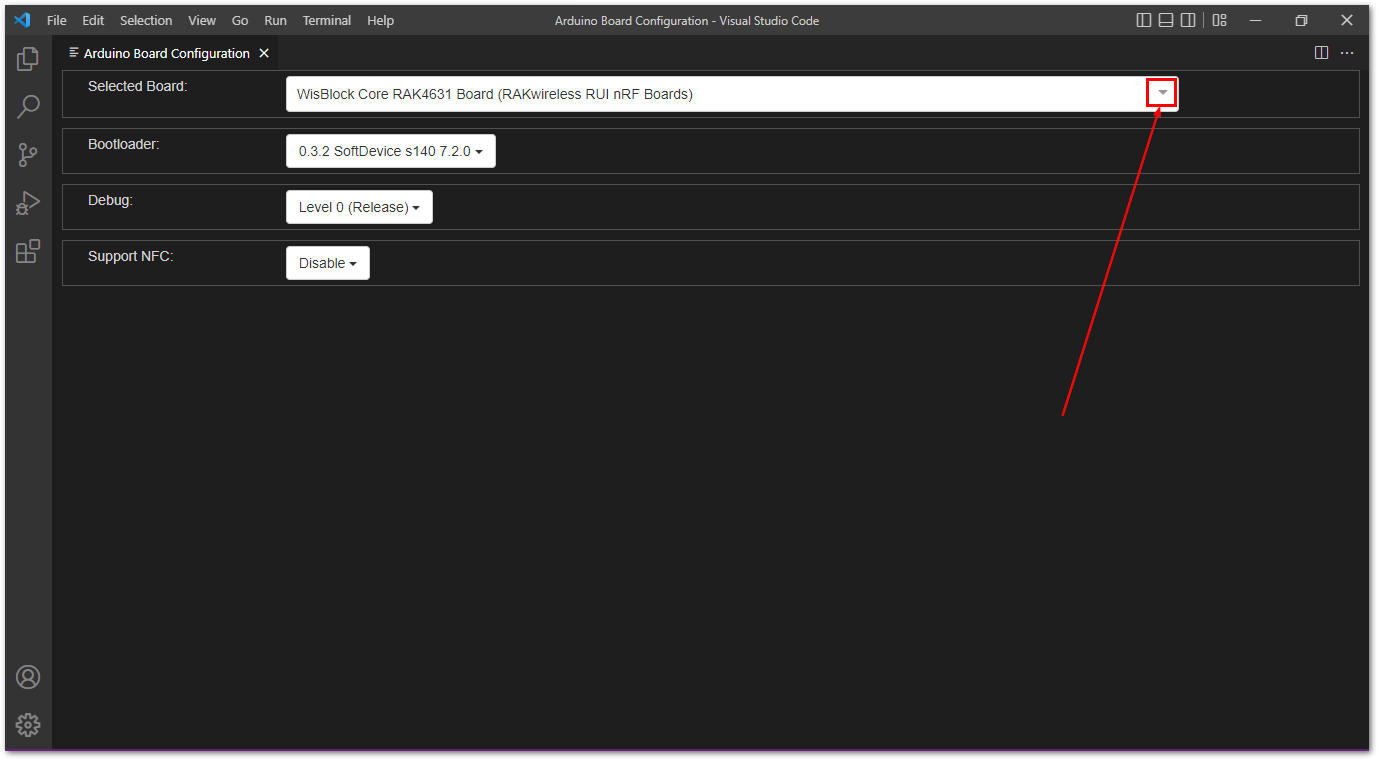 File Edit Selection View Go Run Terminal Help Arduino Board Configuration - Visual Studio Code
Arduino Board Configuration
Selected Board: WisBlock Core RAK4631 Board (RAKwireless RUI nRF Boards)
Bootloader: 0.3.2 SoftDevice s140 7.2.0
Debug: Level 0 (Release)
Support NFC: Disable